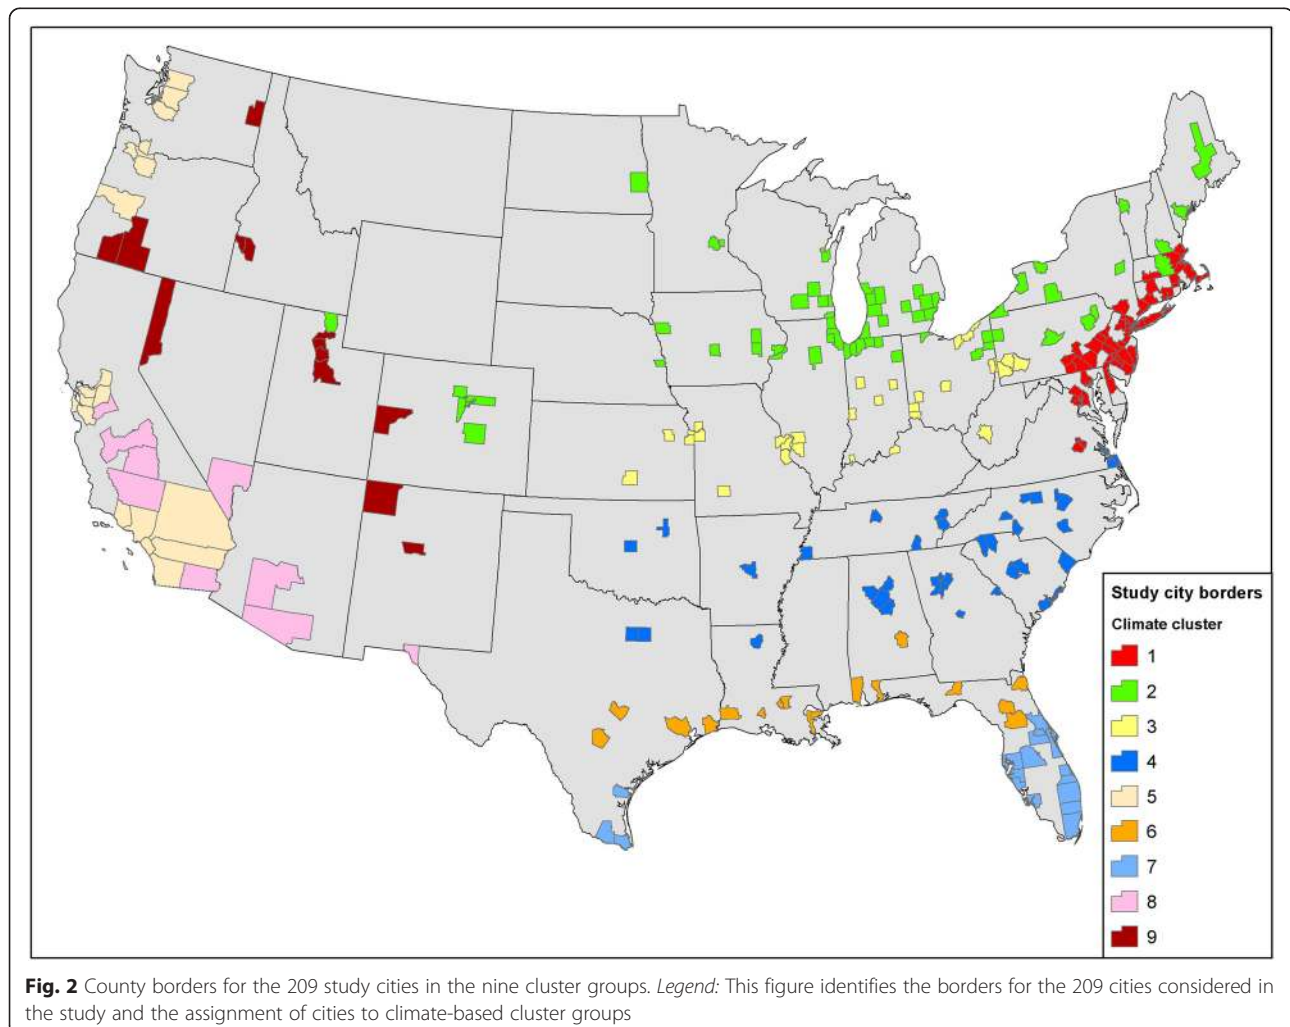 Study city borders
Climate cluster
1
2
3
4
5
6
7
8
9
Fig. 2 County borders for the 209 study cities in the nine cluster groups. Legend: This figure identifies the borders for the 209 cities considered in
the study and the assignment of cities to climate-based cluster groups